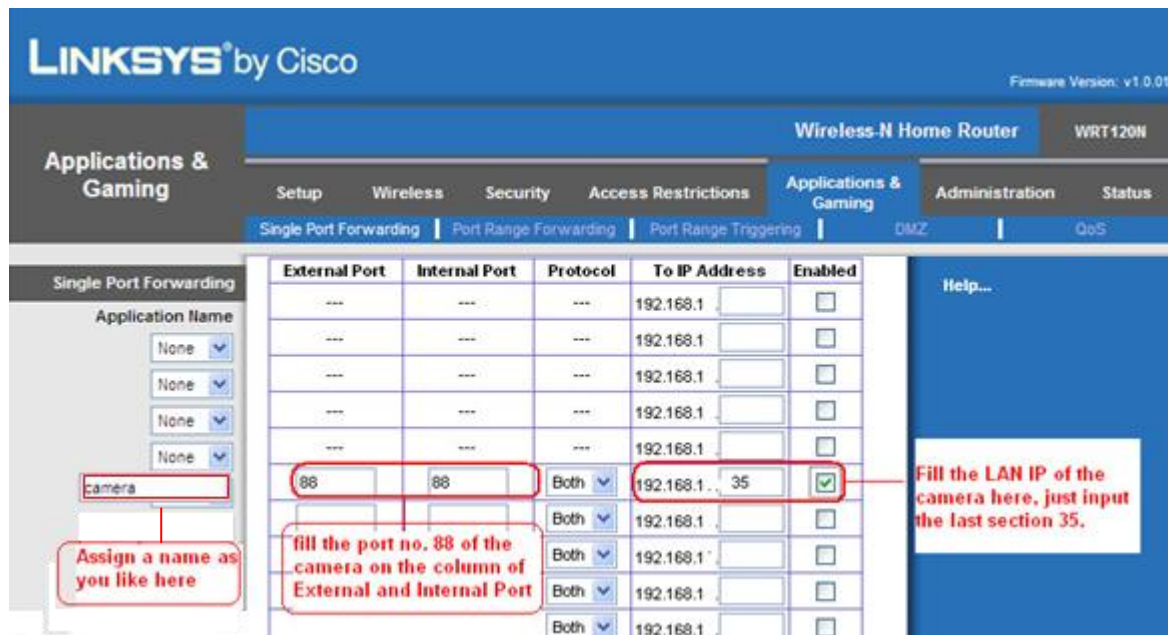 LINKSYS® by Cisco
Firmware Version: v1.0.01
Wireless-N Home Router WRT120N
Applications & Gaming
Setup Wireless Security Access Restrictions Applications & Gaming Administration Status
Single Port Forwarding Port Range Forwarding Port Range Triggering DMZ QoS
Single Port Forwarding
Application Name
None
None
None
None
camera
Assign a name as
you like here
External Port Internal Port Protocol To IP Address Enabled
--- --- --- 192.168.1 .
--- --- --- 192.168.1
--- --- --- 192.168.1 .
--- --- --- 192.168.1 .
--- --- --- 192.168.1 .
88 88 Both 192.168.1 . 35
Both 192.168.1 .
Both 192.168.1
Both 192.168.1 .
Both 192.168.1 .
fill the port no. 88 of the
camera on the column of
External and Internal Port
Help...
Fill the LAN IP of the
camera here, just input
the last section 35.